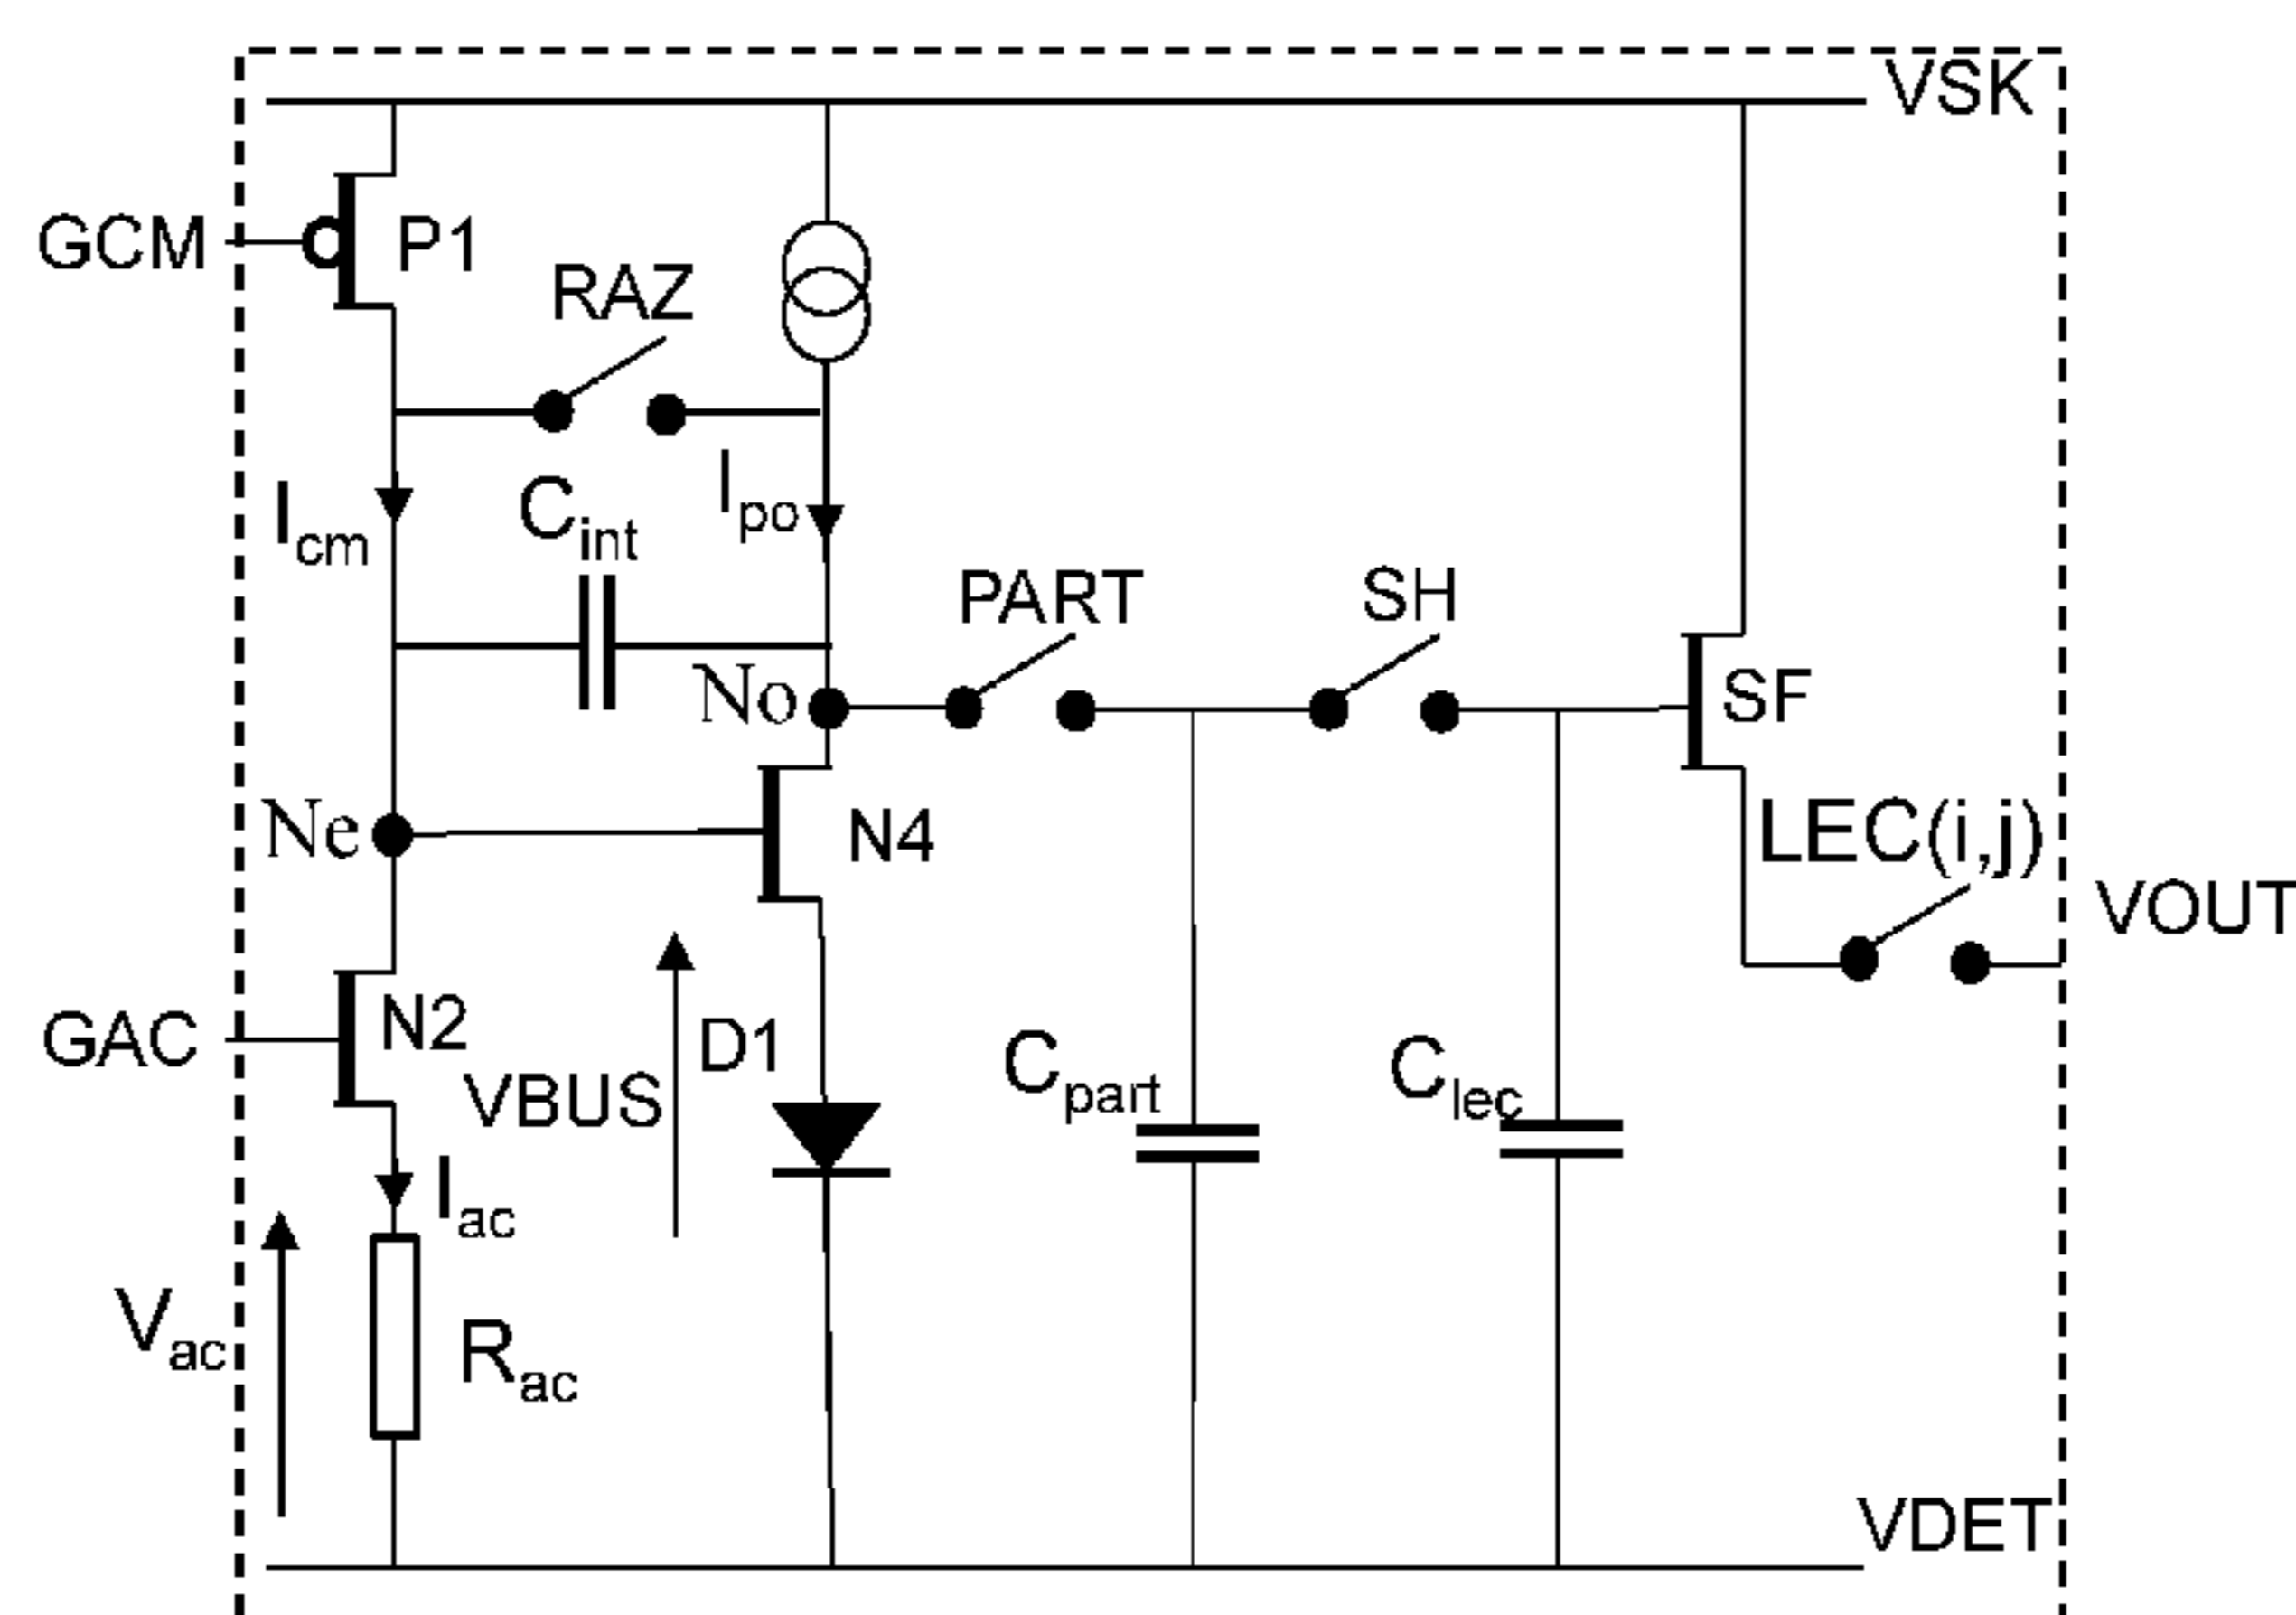 VSK
GCM
P1
RAZ
Icm
Cint
Ipo
PART
SH
No
SF
Ne
N4
LEC(i,j)
VOUT
GAC
N2
VBUS
D1
Cpart
Clec
Iac
Vac
Rac
VDET